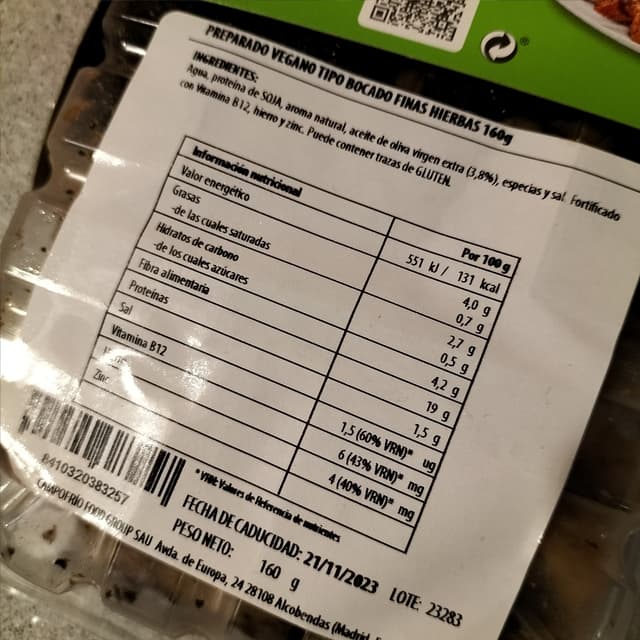 PREPARADO VEGANO TIPO BOCADO FINAS HIERBAS 160g
INGREDIENTES:
Agua, proteína de SOJA, aroma natural, aceite de oliva virgen extra (3,8%), especias y sal. Fortificado
con Vitamina B12, hierro y zinc. Puede contener trazas de GLUTEN.
Información nutricional Por 100 g
Valor energético 551 kJ / 131 kcal
Grasas 4,0 g
-de las cuales saturadas 0,7 g
Hidratos de carbono 2,7 g
-de los cuales azúcares 0,5 g
Fibra alimentaria 4,2 g
Proteínas 19 g
Sal 1,5 g
Vitamina B12 1,5 (60% VRN)* ug
6 (43% VRN)* mg
Zinc 4 (40% VRN)* mg
* VRN: Valores de Referencia de nutrientes
8410320383257
FECHA DE CADUCIDAD: 21/11/2023 LOTE: 23283
PESO NETO: 160 g
CAMPOFRIO FOOD GROUP SAU Avda. de Europa, 24 28108 Alcobendas (Madrid)